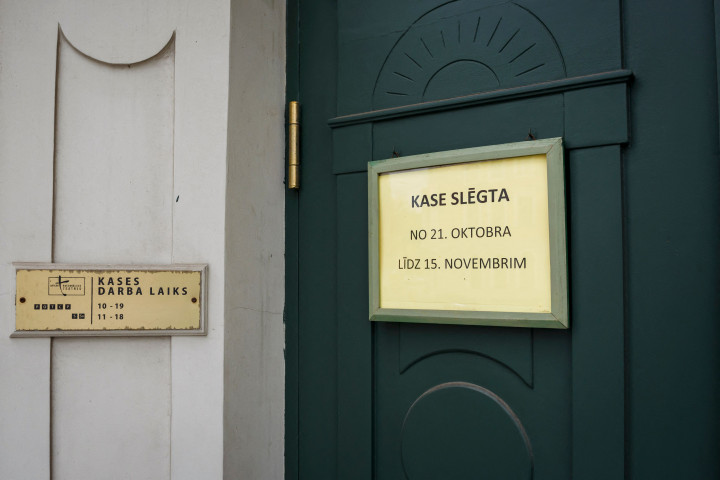 KASES
DARBA LAIKS
P O T C P 10 - 19
11 - 18
KASE SLĒGTA
NO 21. OKTOBRA
LĪDZ 15. NOVEMBRIM